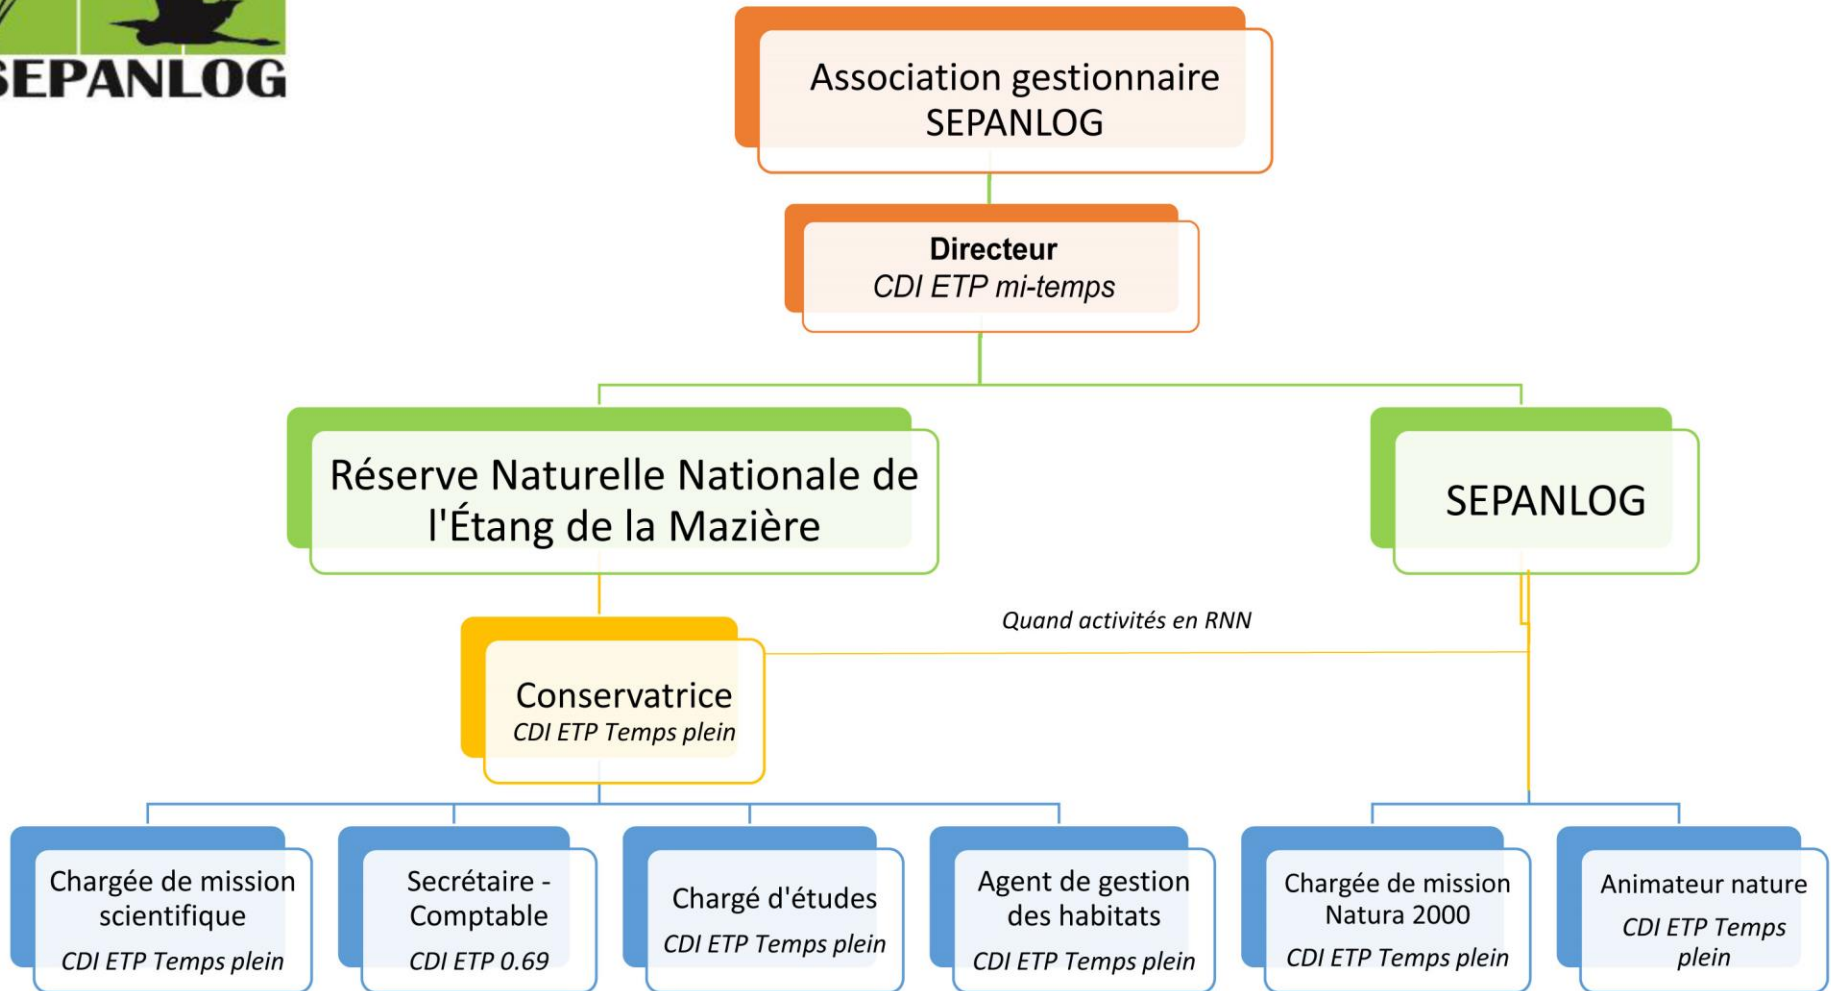 SEPANLOG
Association gestionnaire
SEPANLOG
Directeur
CDI ETP mi-temps
Réserve Naturelle Nationale de
l'Étang de la Mazière
SEPANLOG
Quand activités en RNN
Conservatrice
CDI ETP Temps plein
Chargée de mission
scientifique
CDI ETP Temps plein
Secrétaire -
Comptable
CDI ETP 0.69
Chargé d'études
CDI ETP Temps plein
Agent de gestion
des habitats
CDI ETP Temps plein
Chargée de mission
Natura 2000
CDI ETP Temps plein
Animateur nature
CDI ETP Temps
plein